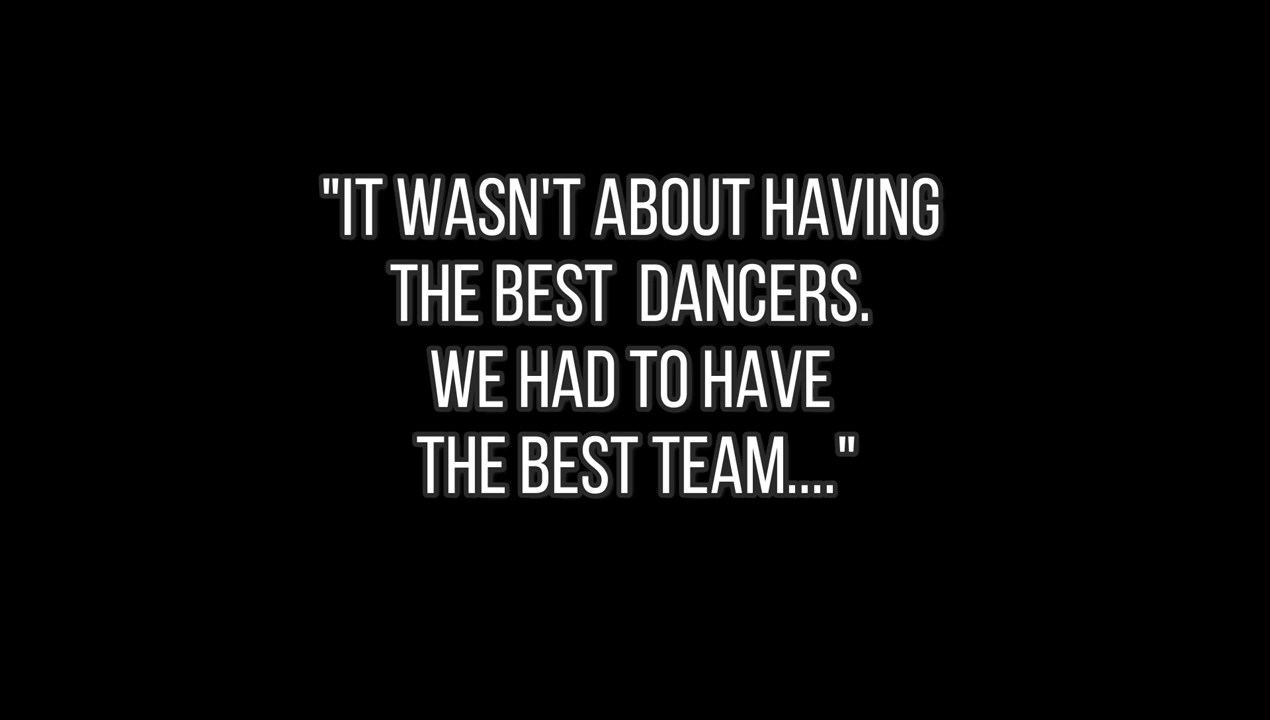 "IT WASN'T ABOUT HAVING
THE BEST  DANCERS.
WE HAD TO HAVE
THE BEST TEAM...."